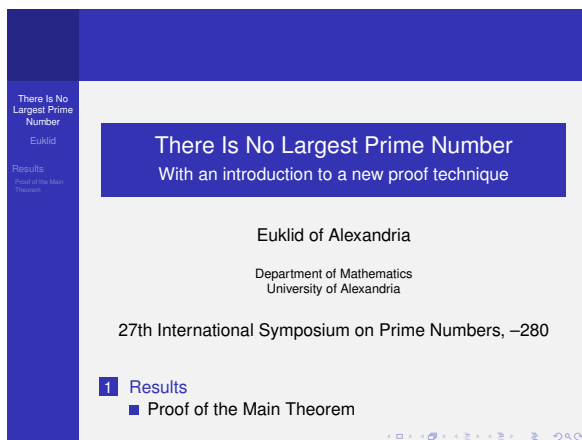 There Is No
Largest Prime
Number
Euklid
Results
Proof of the Main
Theorem
There Is No Largest Prime Number
With an introduction to a new proof technique
Euklid of Alexandria
Department of Mathematics
University of Alexandria
27th International Symposium on Prime Numbers, –280
1 Results
Proof of the Main Theorem